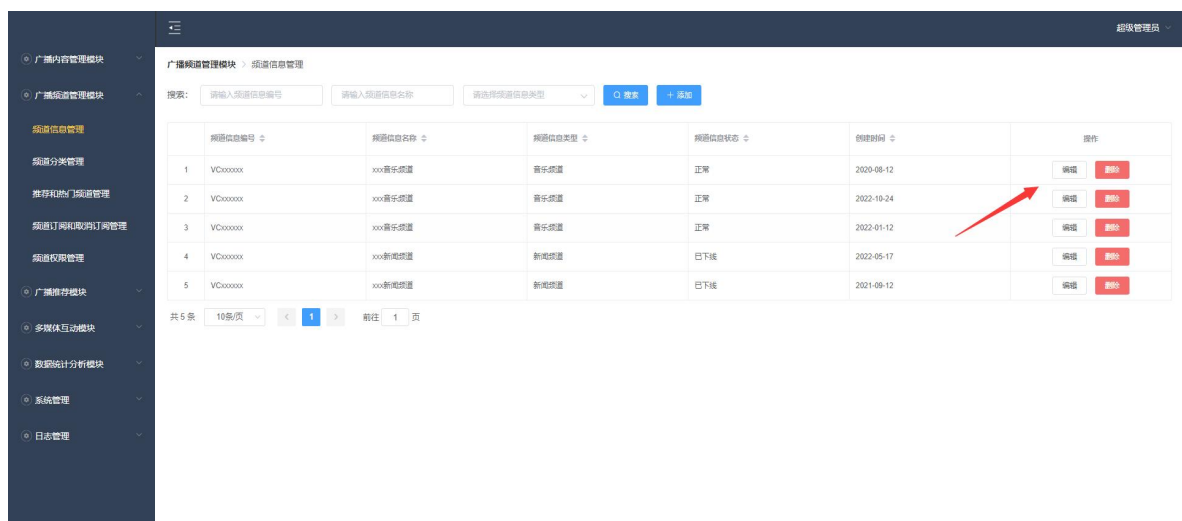 超级管理员
广播内容管理模块
广播频道管理模块
频道信息管理
频道分类管理
推荐和热门频道管理
频道订阅和取消订阅管理
频道权限管理
广播推荐模块
多媒体互动模块
数据统计分析模块
系统管理
日志管理
广播频道管理模块 > 频道信息管理
搜索: 请输入频道信息编号 请输入频道信息名称 请选择频道信息类型 搜索 + 添加
频道信息编号 频道信息名称 频道信息类型 频道信息状态 创建时间 操作
1 VCxxxxxx xxx音乐频道 音乐频道 正常 2020-08-12 编辑 删除
2 VCxxxxxx xxx音乐频道 音乐频道 正常 2022-10-24 编辑 删除
3 VCxxxxxx xxx音乐频道 音乐频道 正常 2022-01-12 编辑 删除
4 VCxxxxxx xxx新闻频道 新闻频道 已下线 2022-05-17 编辑 删除
5 VCxxxxxx xxx新闻频道 新闻频道 已下线 2021-09-12 编辑 删除
共 5 条 10条/页 < 1 > 前往 1 页